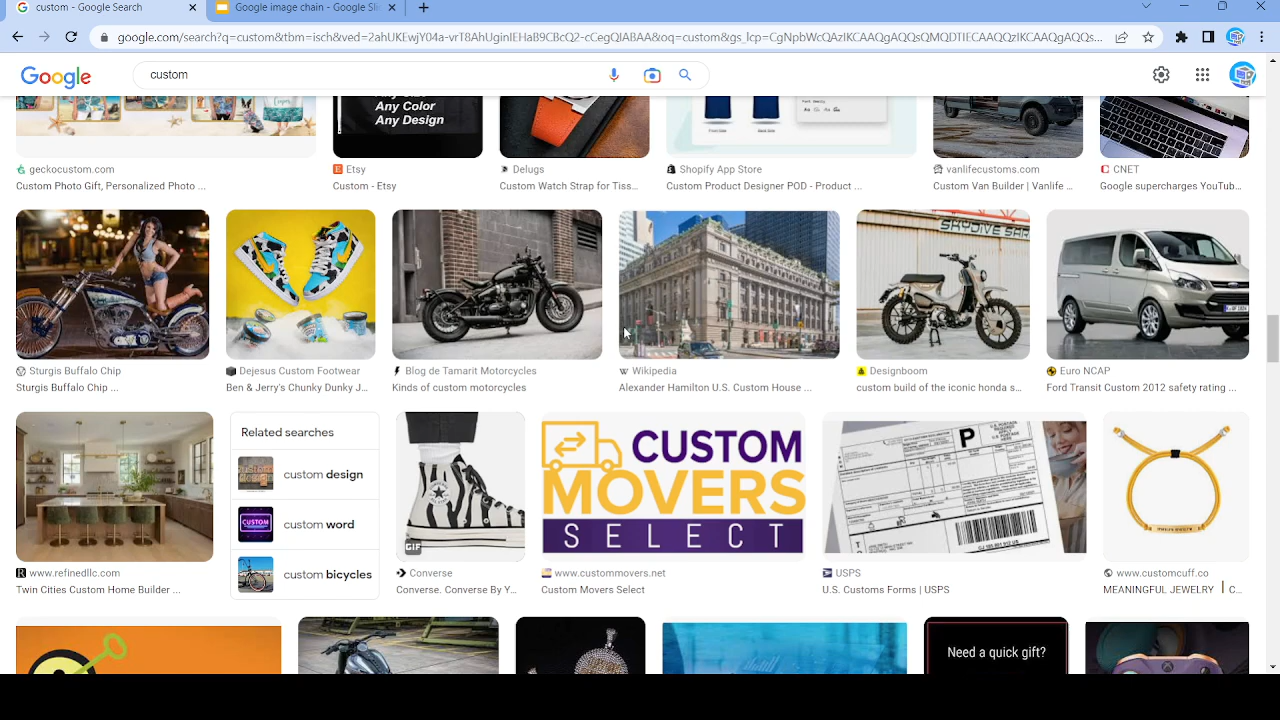 custom - Google Search
Google image chain - Google Sli
google.com/search?q=custom&tbm=isch&ved=2ahUKEwjY04a-vrT8AhUginIEHaB9CBcQ2-cCegQIABAA&oq=custom&gs_lcp=CgNpbWcQAzIKCAAQgAQQsQMQDTIECAAQQzIKCAAQgAQQs...
Google
custom
Any Color
Any Design
geckocustom.com
Custom Photo Gift, Personalized Photo ...
Etsy
Custom - Etsy
Delugs
Custom Watch Strap for Tiss...
Shopify App Store
Custom Product Designer POD - Product ...
vanlifecustoms.com
Custom Van Builder | Vanlife ...
CNET
Google supercharges YouTub...
SKYDIVE
Sturgis Buffalo Chip
Sturgis Buffalo Chip ...
Dejesus Custom Footwear
Ben & Jerry's Chunky Dunky J...
Blog de Tamarit Motorcycles
Kinds of custom motorcycles
Wikipedia
Alexander Hamilton U.S. Custom House ...
Designboom
custom build of the iconic honda s...
Euro NCAP
Ford Transit Custom 2012 safety rating ...
Related searches
custom design
custom word
CUSTOM
custom bicycles
GIF
CUSTOM
MOVERS
SELECT
P
www.refinedllc.com
Twin Cities Custom Home Builder ...
Converse
Converse. Converse By Y...
www.custommovers.net
Custom Movers Select
USPS
U.S. Customs Forms | USPS
www.customcuff.co
MEANINGFUL JEWELRY | C...
Need a quick gift?